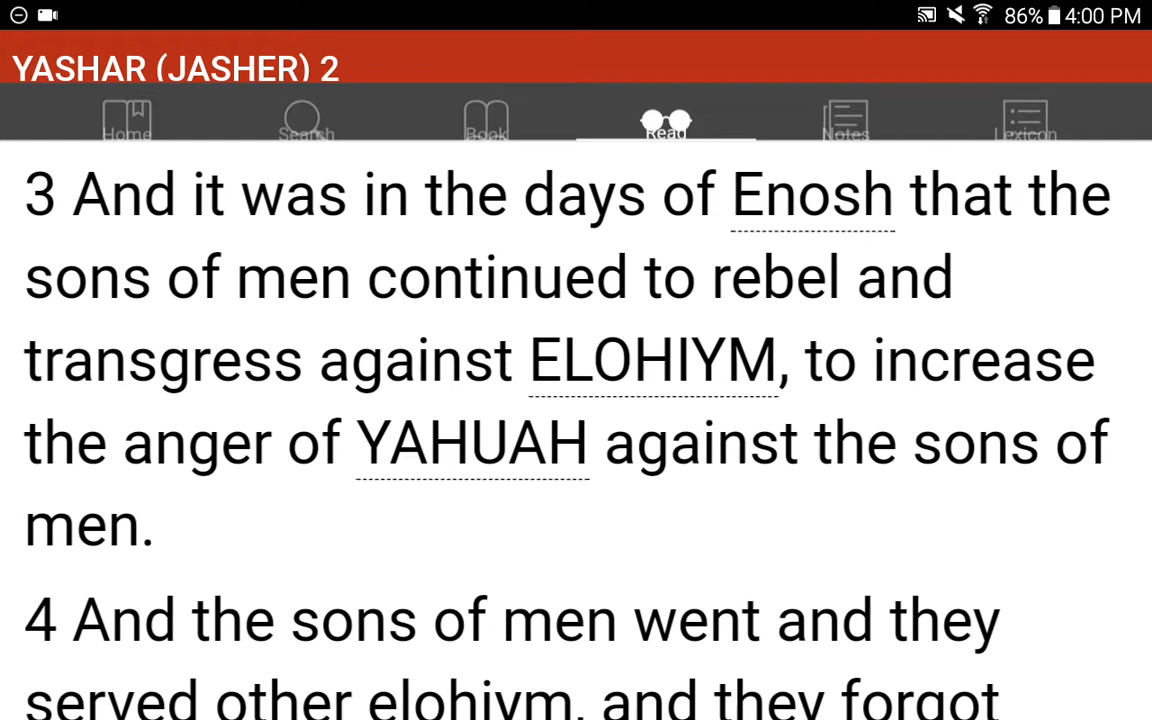 86% 4:00 PM
YASHAR (JASHER) 2
Home Search Book Read Notes Lexicon
3 And it was in the days of Enosh that the
sons of men continued to rebel and
transgress against ELOHIYM, to increase
the anger of YAHUAH against the sons of
men.
4 And the sons of men went and they
served other elohiym, and they forgot